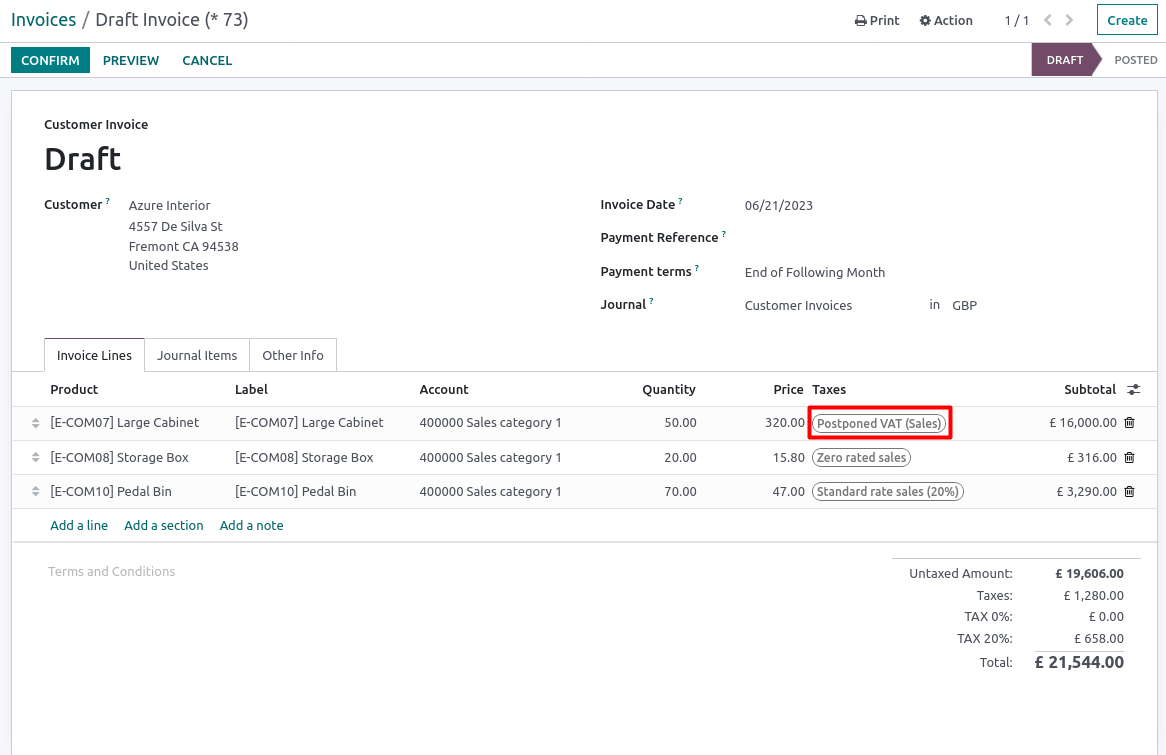 Invoices / Draft Invoice (* 73)
Print Action 1 / 1 Create
CONFIRM PREVIEW CANCEL DRAFT POSTED
Customer Invoice
Draft
Customer ? Azure Interior
4557 De Silva St
Fremont CA 94538
United States
Invoice Date ? 06/21/2023
Payment Reference ?
Payment terms ? End of Following Month
Journal ? Customer Invoices in GBP
Invoice Lines Journal Items Other Info
Product Label Account Quantity Price Taxes Subtotal
[E-COM07] Large Cabinet [E-COM07] Large Cabinet 400000 Sales category 1 50.00 320.00 Postponed VAT (Sales) £ 16,000.00
[E-COM08] Storage Box [E-COM08] Storage Box 400000 Sales category 1 20.00 15.80 Zero rated sales £ 316.00
[E-COM10] Pedal Bin [E-COM10] Pedal Bin 400000 Sales category 1 70.00 47.00 Standard rate sales (20%) £ 3,290.00
Add a line Add a section Add a note
Terms and Conditions
Untaxed Amount: £ 19,606.00
Taxes: £ 1,280.00
TAX 0%: £ 0.00
TAX 20%: £ 658.00
Total: £ 21,544.00